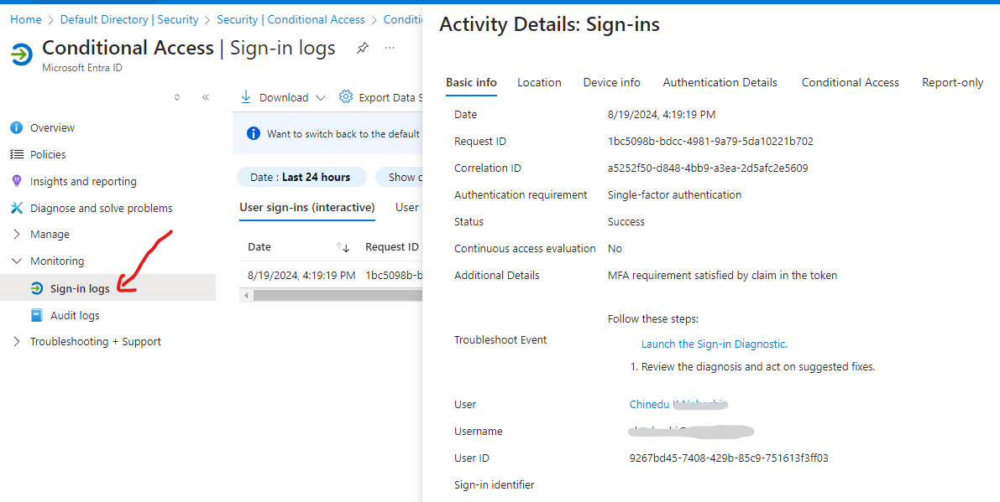 Home > Default Directory | Security > Security | Conditional Access >
Conditional Access | Sign-in logs
Microsoft Entra ID
Overview
Policies
Insights and reporting
Diagnose and solve problems
Manage
Monitoring
Sign-in logs
Audit logs
Troubleshooting + Support
Download Export Data
Want to switch back to the default
Date : Last 24 hours Show
User sign-ins (interactive) User
Date Request ID
8/19/2024, 4:19:19 PM 1bc5098b-b
Activity Details: Sign-ins
Basic info Location Device info Authentication Details Conditional Access Report-only
Date 8/19/2024, 4:19:19 PM
Request ID 1bc5098b-bdcc-4981-9a79-5da10221b702
Correlation ID a5252f50-d848-4bb9-a3ea-2d5afc2e5609
Authentication requirement Single-factor authentication
Status Success
Continuous access evaluation No
Additional Details MFA requirement satisfied by claim in the token
Follow these steps:
Troubleshoot Event
Launch the Sign-in Diagnostic.
1. Review the diagnosis and act on suggested fixes.
User Chinedu
Username
User ID 9267bd45-7408-429b-85c9-751613f3ff03
Sign-in identifier